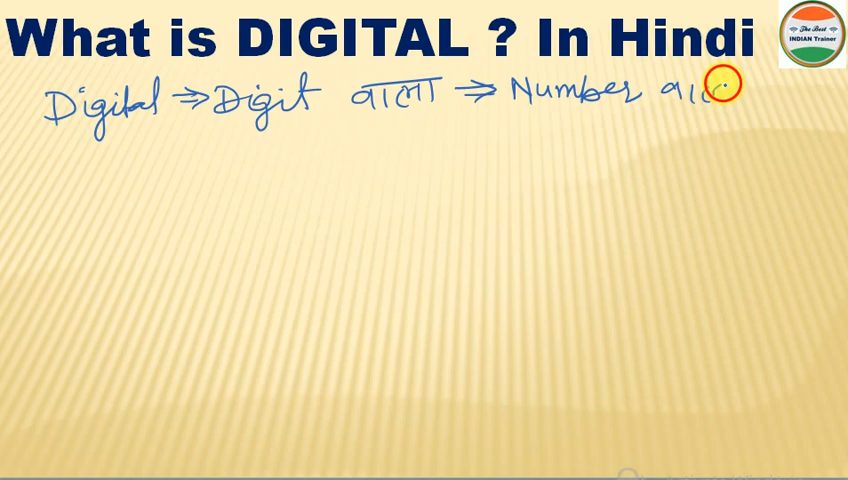 What is DIGITAL ? In Hindi
The Best
INDIAN Trainer
Digital ⇒ Digit वाला ⇒ Number